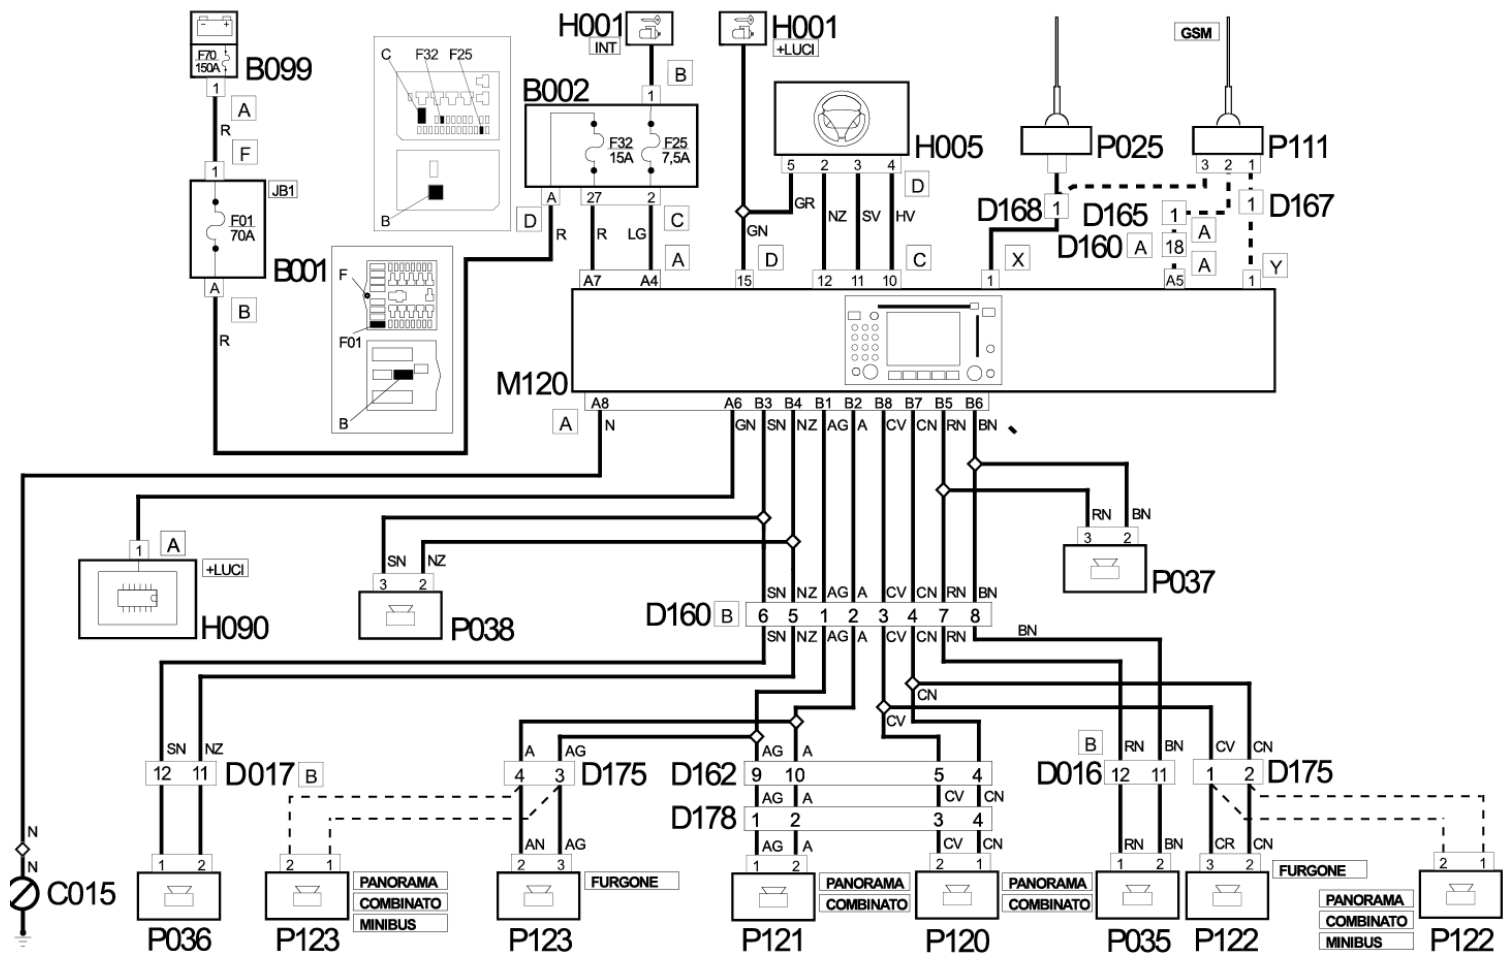 H001 H001 GSM
INT +LUCI
F70
150A
B099
C F32 F25
B
B002
1 A R F 1
B 1
JB1
F01
70A
B001
A B R
F32
15A
F25
7,5A
A 27 2
D R R LG C A
F
F01
B
H005
5 2 3 4 D
GR NZ SV HV
GN D C
P025 P111
3 2 1
D168 1 D165 1 1 D167
D160 A 18 A A
X Y
A7 A4 15 12 11 10 1 A5 1
M120
A8 A6 B3 B4 B1 B2 B8 B7 B5 B6
A N GN SN NZ AG A CV CN RN BN
RN BN
3 2
P037
1 A
+LUCI
H090
SN NZ
3 2
P038
SN NZ AG A CV CN RN BN
D160 B 6 5 1 2 3 4 7 8
SN NZ AG A CV CN RN BN
CN
CV
SN NZ A AG AG A B RN BN CV CN
12 11 D017 B 4 3 D175 D162 9 10 5 4 D016 12 11 1 2 D175
AG A CV CN
D178 1 2 3 4
N
N
AN AG AG A CV CN RN BN CR CN
1 2 2 1 2 3 1 2 2 1 1 2 3 2 2 1
C015
PANORAMA
COMBINATO
MINIBUS
FURGONE
PANORAMA
COMBINATO
PANORAMA
COMBINATO
FURGONE
PANORAMA
COMBINATO
MINIBUS
P036 P123 P123 P121 P120 P035 P122 P122